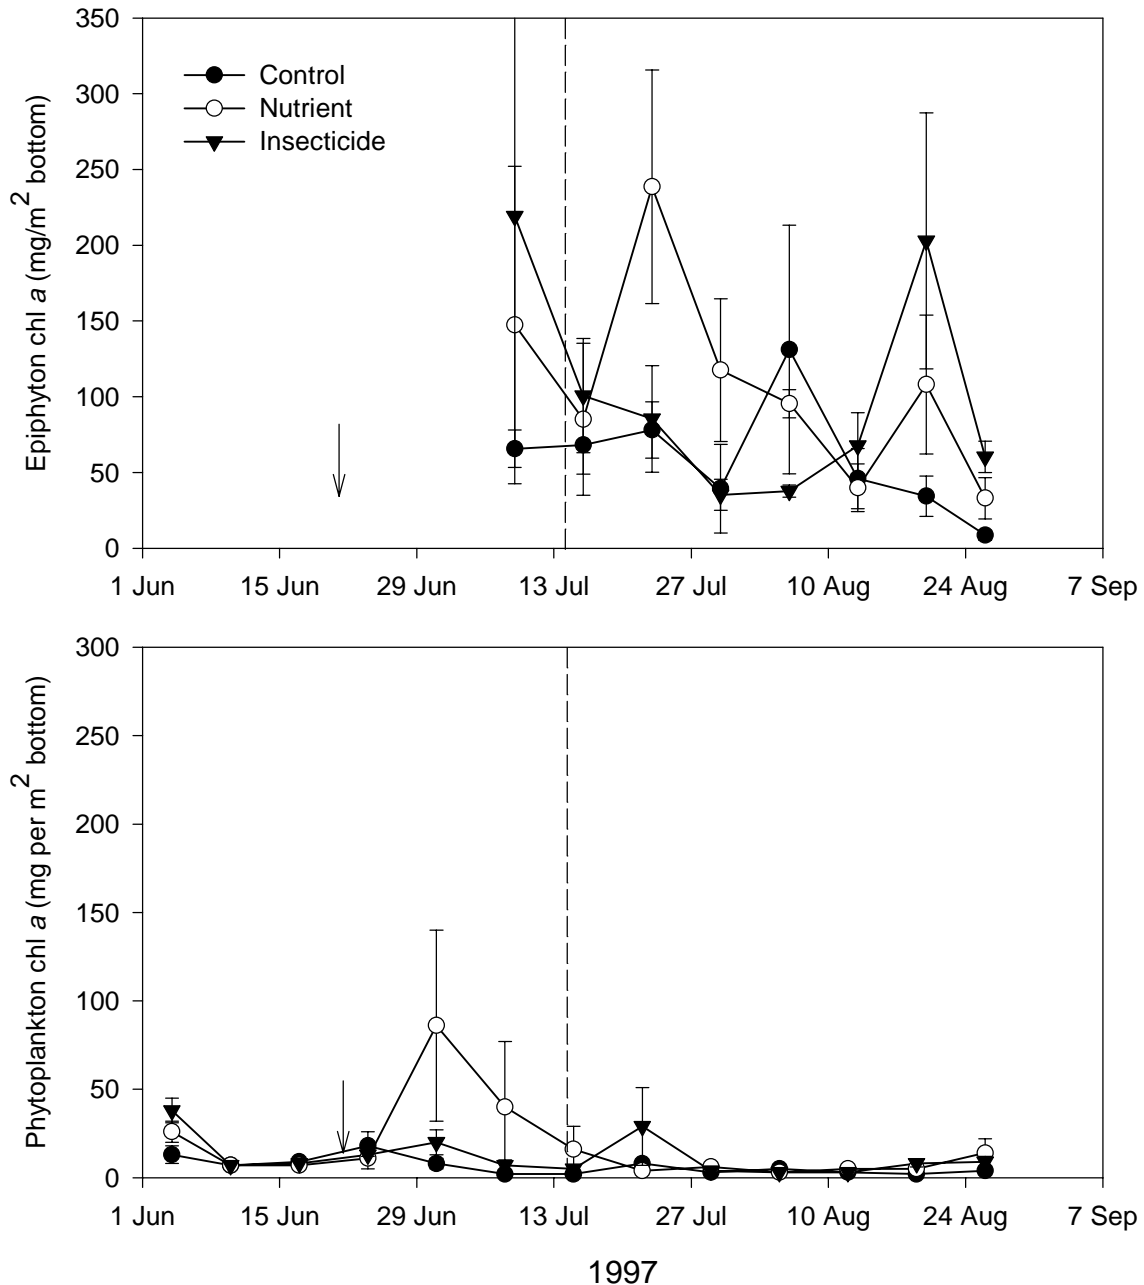 350
300
250
200
150
100
50
0
Epiphyton chl a (mg/m² bottom)
Control
Nutrient
Insecticide
1 Jun 15 Jun 29 Jun 13 Jul 27 Jul 10 Aug 24 Aug 7 Sep
300
250
200
150
100
50
0
Phytoplankton chl a (mg per m² bottom)
1 Jun 15 Jun 29 Jun 13 Jul 27 Jul 10 Aug 24 Aug 7 Sep
1997